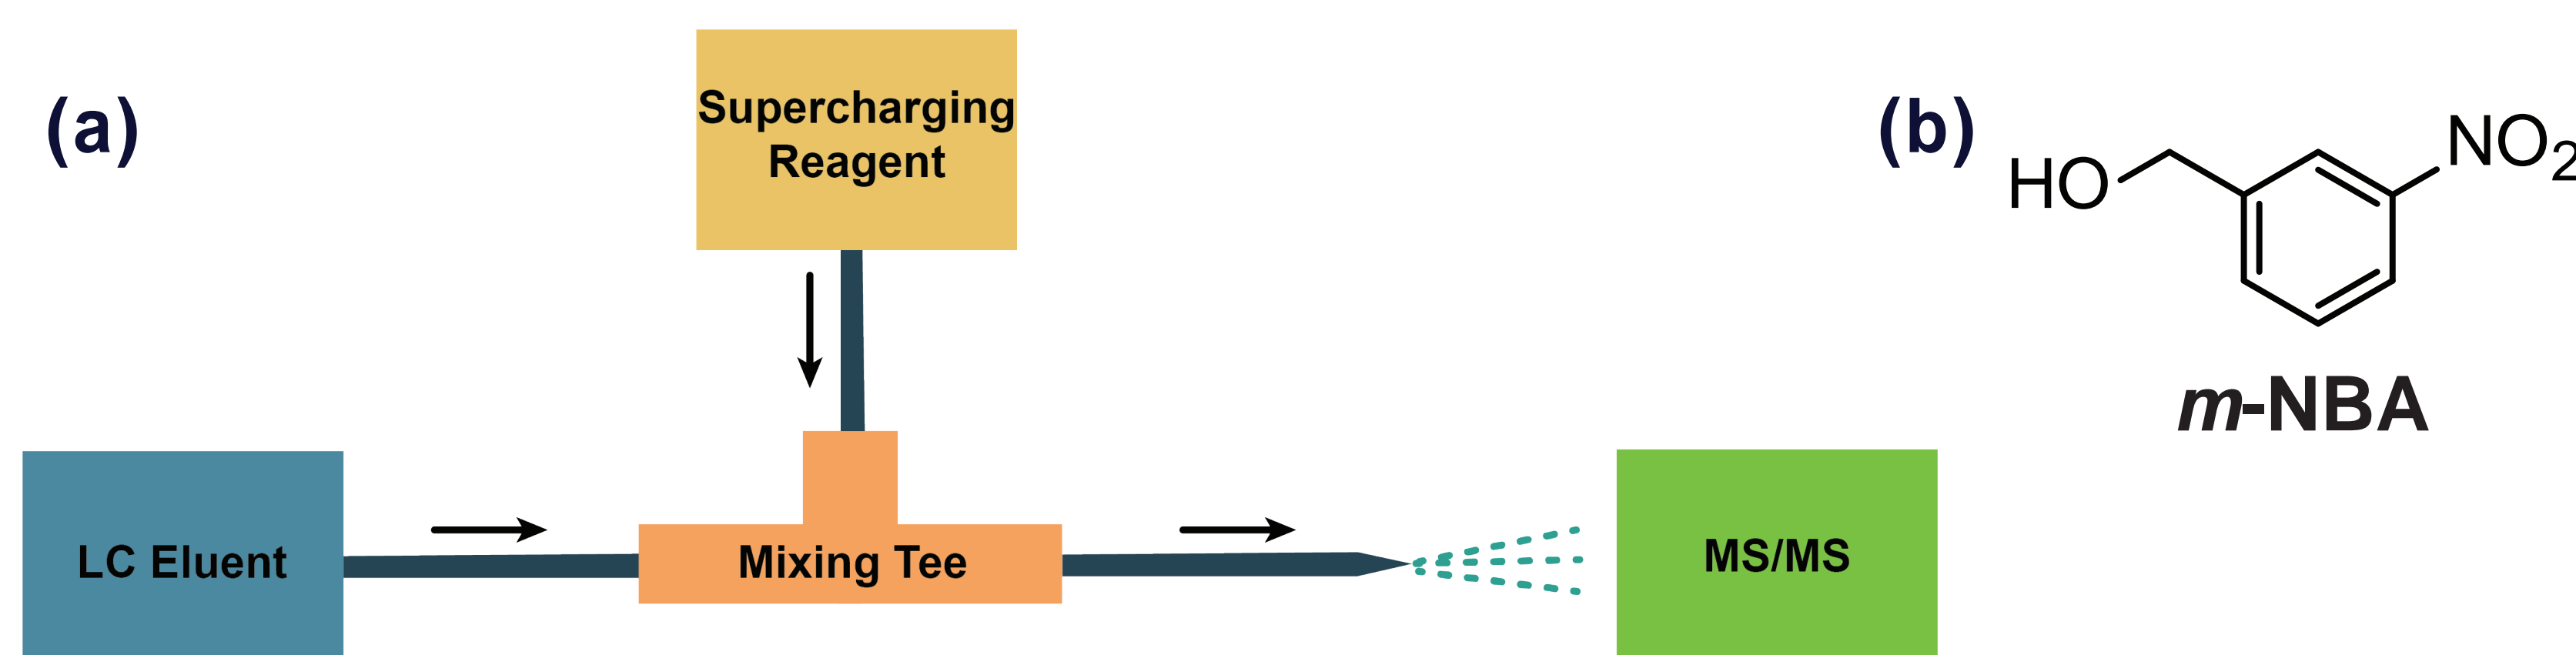 (a)
Supercharging
Reagent
LC Eluent
Mixing Tee
MS/MS
(b)
HO
NO2
m-NBA